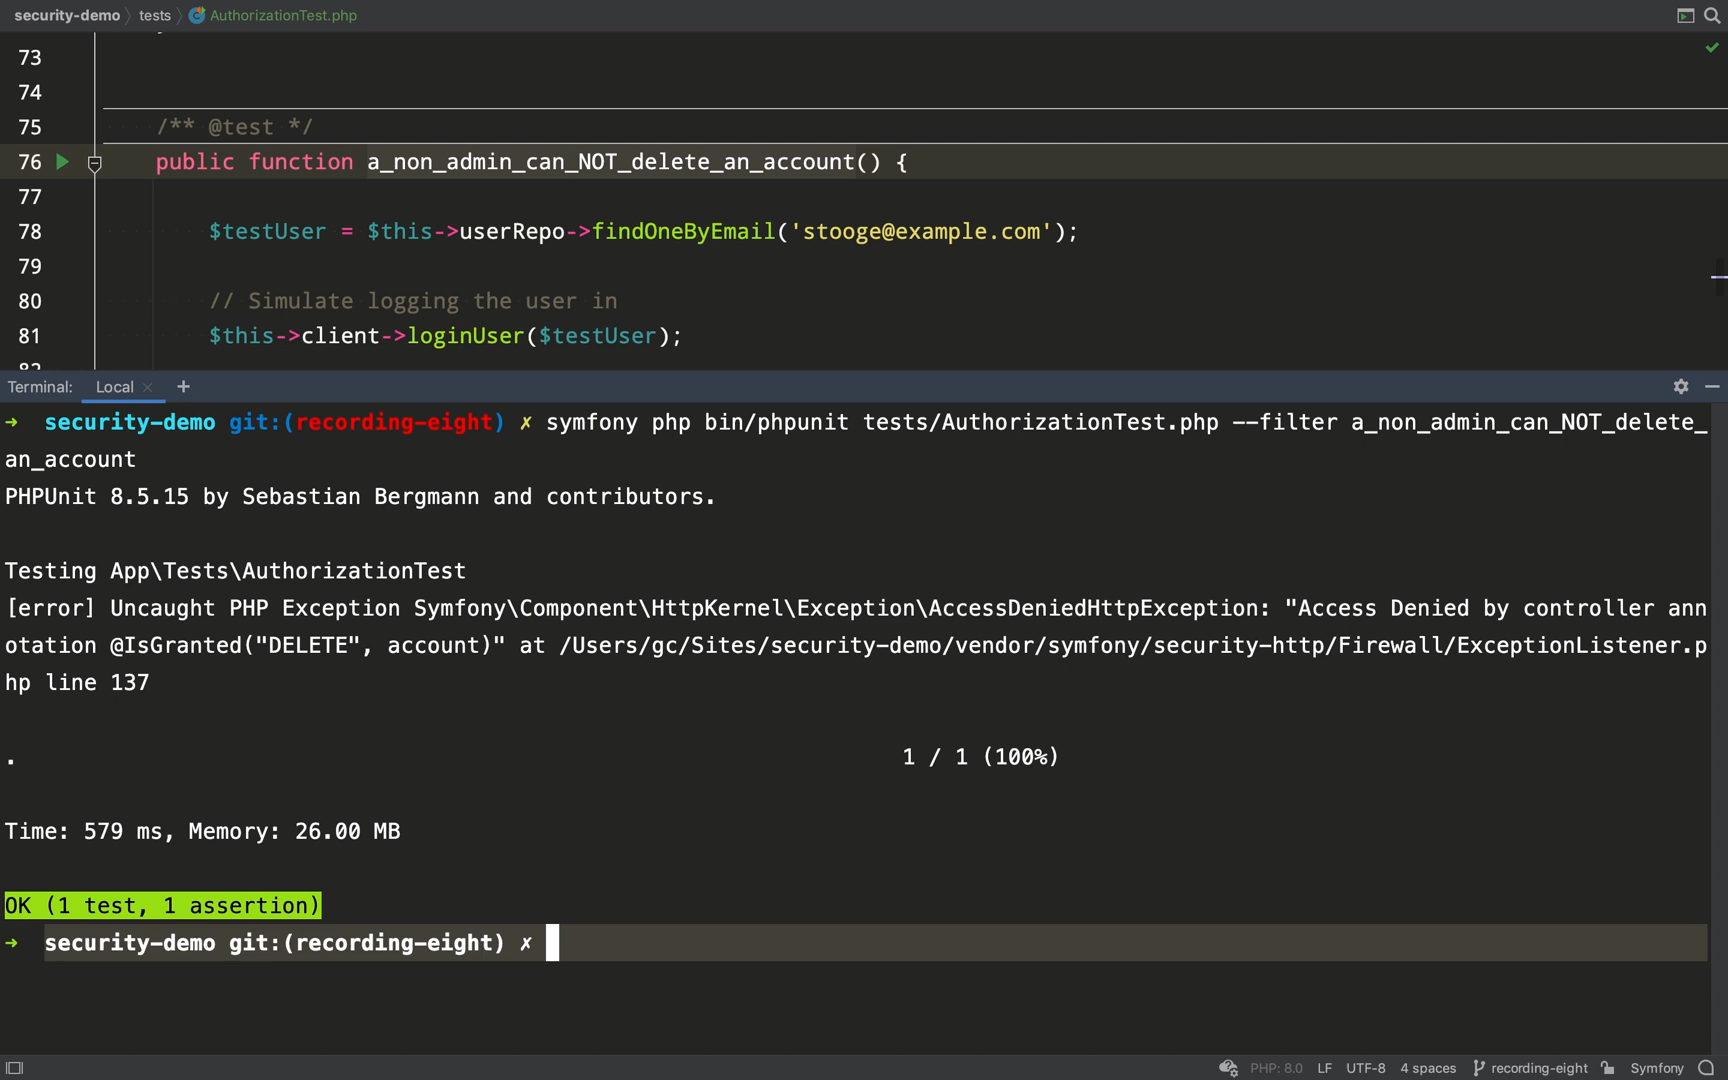 security-demo tests AuthorizationTest.php
73
74
75 /** @test */
76 public function a_non_admin_can_NOT_delete_an_account() {
77
78 $testUser = $this->userRepo->findOneByEmail('stooge@example.com');
79
80 // Simulate logging the user in
81 $this->client->loginUser($testUser);
82
Terminal: Local × +
➜ security-demo git:(recording-eight) ✗ symfony php bin/phpunit tests/AuthorizationTest.php --filter a_non_admin_can_NOT_delete_
an_account
PHPUnit 8.5.15 by Sebastian Bergmann and contributors.
Testing App\Tests\AuthorizationTest
[error] Uncaught PHP Exception Symfony\Component\HttpKernel\Exception\AccessDeniedHttpException: "Access Denied by controller ann
otation @IsGranted("DELETE", account)" at /Users/gc/Sites/security-demo/vendor/symfony/security-http/Firewall/ExceptionListener.p
hp line 137
. 1 / 1 (100%)
Time: 579 ms, Memory: 26.00 MB
OK (1 test, 1 assertion)
➜ security-demo git:(recording-eight) ✗
PHP: 8.0 LF UTF-8 4 spaces recording-eight Symfony